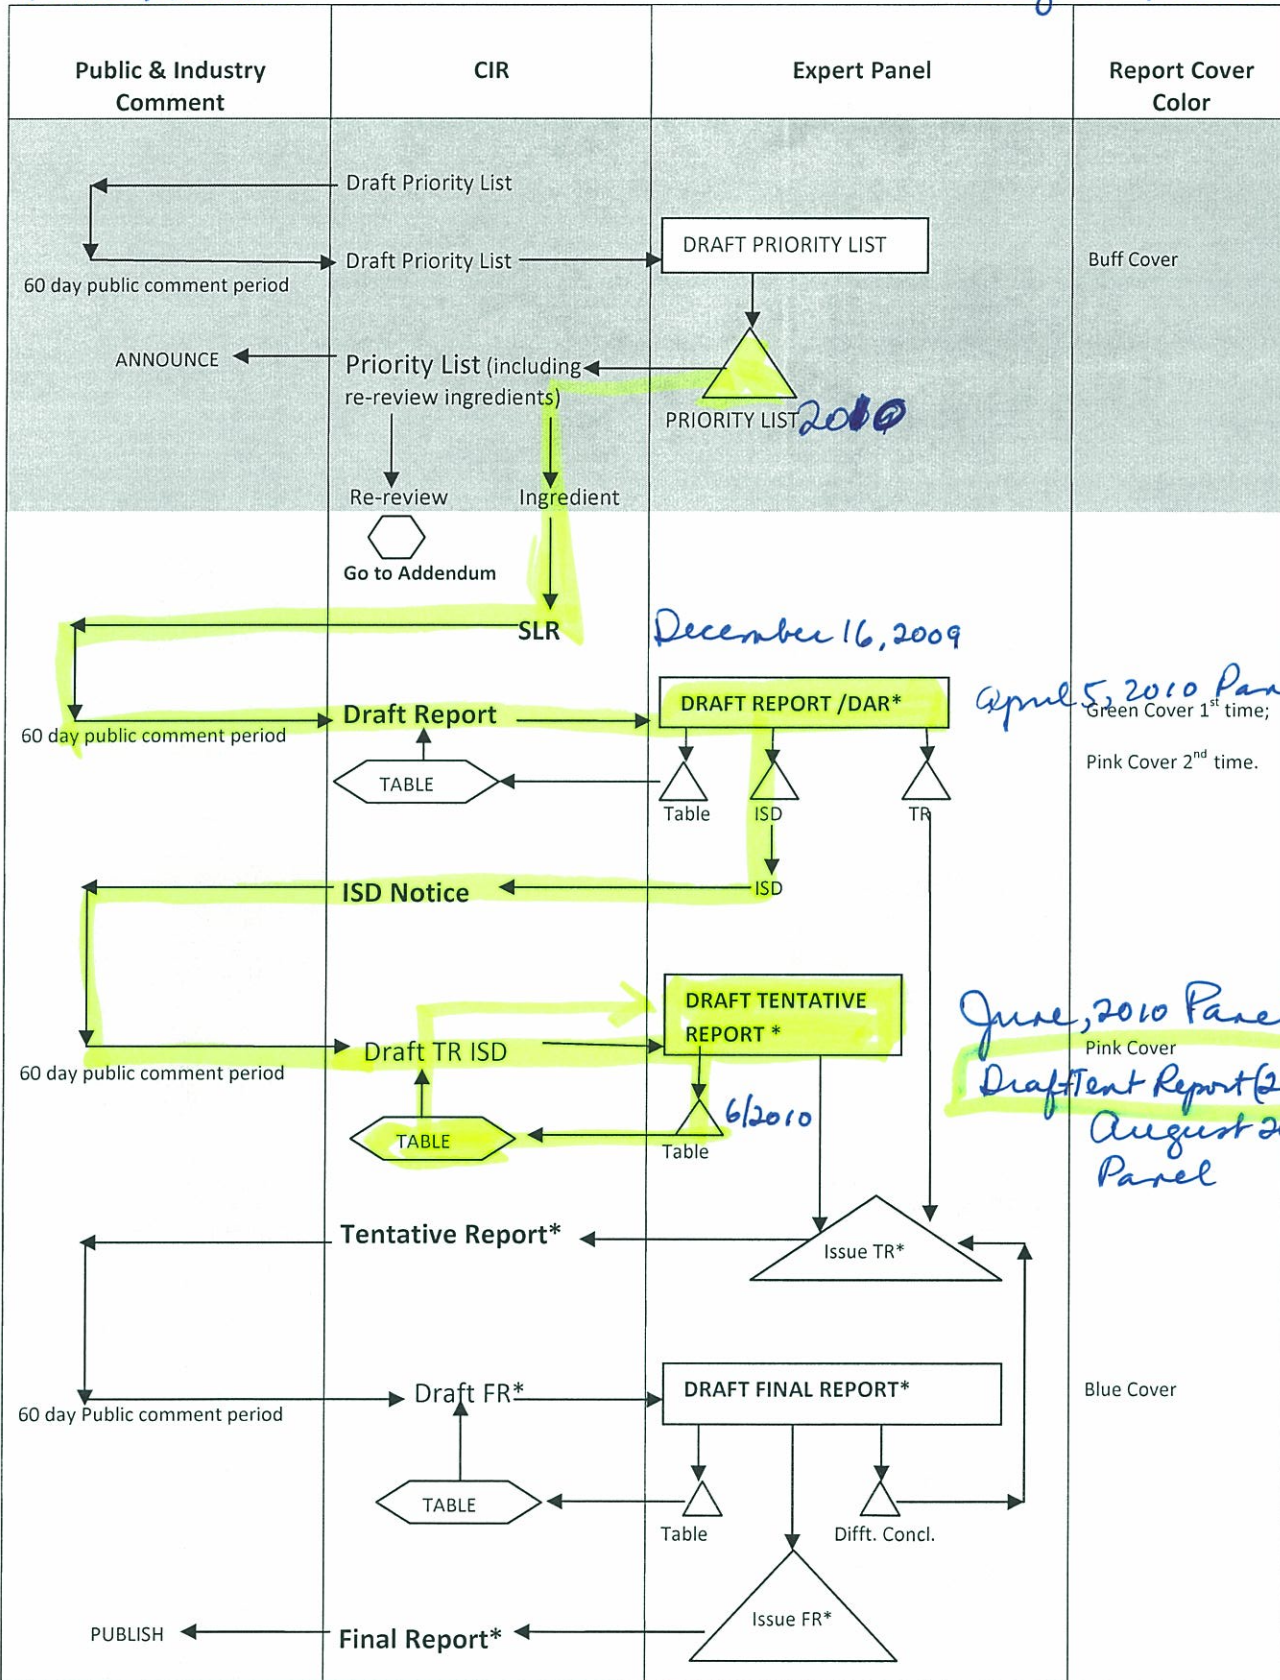 Public & Industry
Comment
CIR
Expert Panel
Report Cover
Color
Draft Priority List
DRAFT PRIORITY LIST
Draft Priority List
Buff Cover
60 day public comment period
ANNOUNCE
Priority List (including
re-review ingredients)
PRIORITY LIST 2010
Re-review
Ingredient
Go to Addendum
SLR
December 16, 2009
DRAFT REPORT /DAR*
April 5, 2010
Draft Report
Green Cover 1st time;
60 day public comment period
Pink Cover 2nd time.
TABLE
Table
ISD
TR
ISD Notice
ISD
DRAFT TENTATIVE
REPORT *
June, 2010
Draft TR ISD
Pink Cover
60 day public comment period
Draft Tent Report (2
6/2010
August
TABLE
Table
Panel
Tentative Report*
Issue TR*
Draft FR*
DRAFT FINAL REPORT*
Blue Cover
60 day Public comment period
TABLE
Table
Difft. Concl.
Issue FR*
PUBLISH
Final Report*